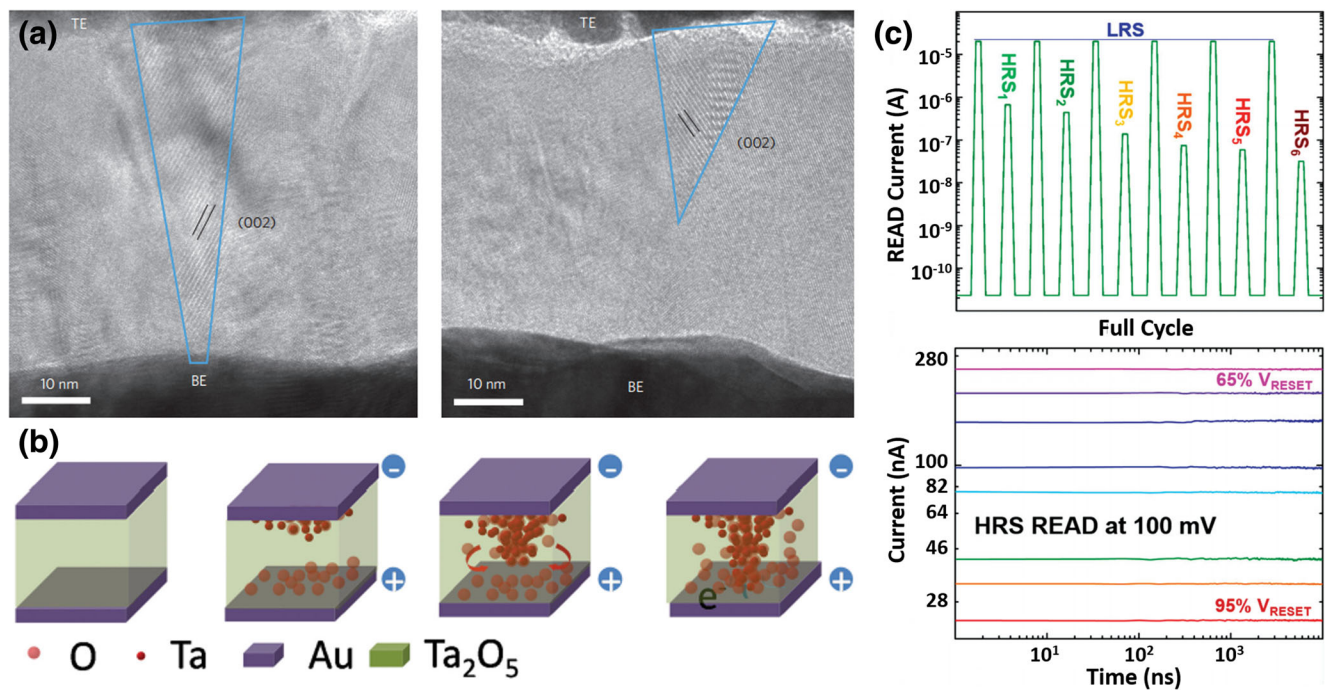 (a)
TE
(002)
10 nm
BE
TE
(002)
10 nm
BE
(b)
-
+
-
+
-
+
e⁻
O
Ta
Au
Ta₂O₅
(c)
READ Current (A)
10⁻⁵
10⁻⁶
10⁻⁷
10⁻⁸
10⁻⁹
10⁻¹⁰
LRS
HRS₁
HRS₂
HRS₃
HRS₄
HRS₅
HRS₆
Full Cycle
Current (nA)
280
100
82
64
46
28
65% V_RESET
HRS READ at 100 mV
95% V_RESET
10¹
10²
10³
Time (ns)